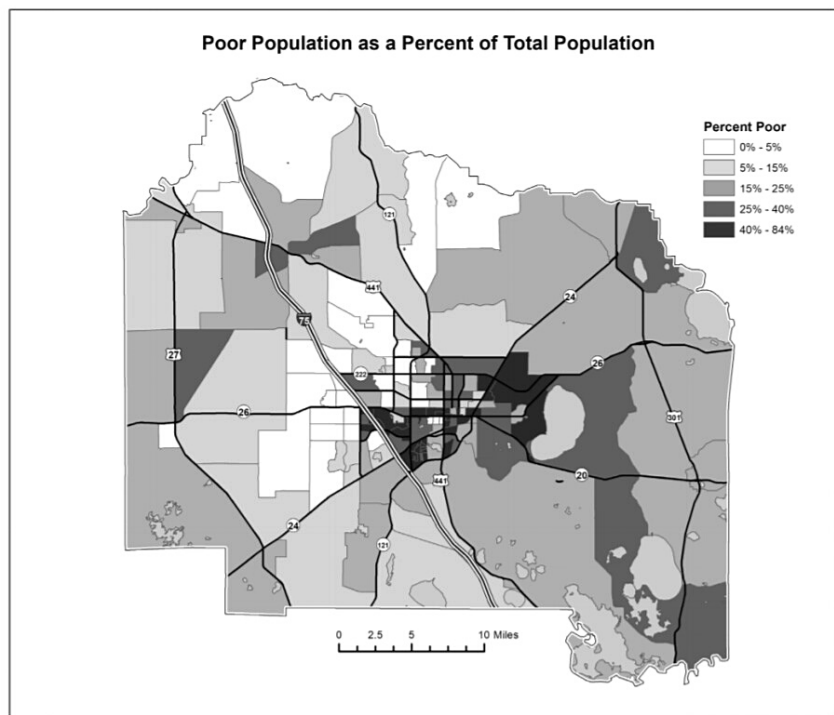 Poor Population as a Percent of Total Population
Percent Poor
0% - 5%
5% - 15%
15% - 25%
25% - 40%
40% - 84%
121
441
24
75
27
222
26
26
301
441
20
24
121
0 2.5 5 10 Miles